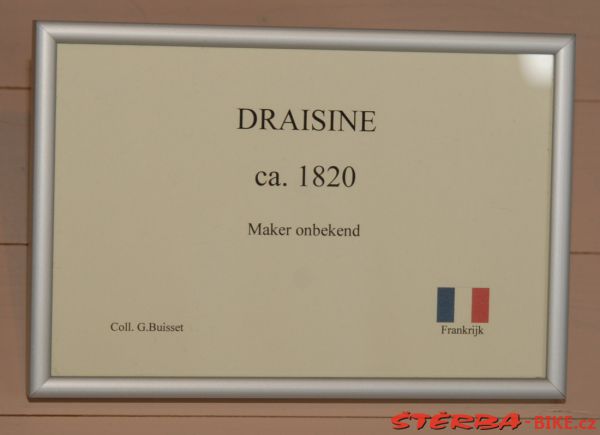 DRAISINE
ca. 1820
Maker onbekend
Coll. G.Buisset
Frankrijk
ŠTĚRBA-BIKE.cz